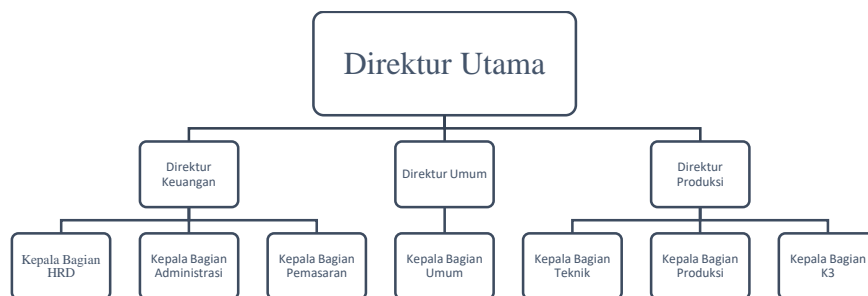 Direktur Utama
Direktur
Keuangan
Direktur Umum
Direktur
Produksi
Kepala Bagian
HRD
Kepala Bagian
Administrasi
Kepala Bagian
Pemasaran
Kepala Bagian
Umum
Kepala Bagian
Teknik
Kepala Bagian
Produksi
Kepala Bagian
K3